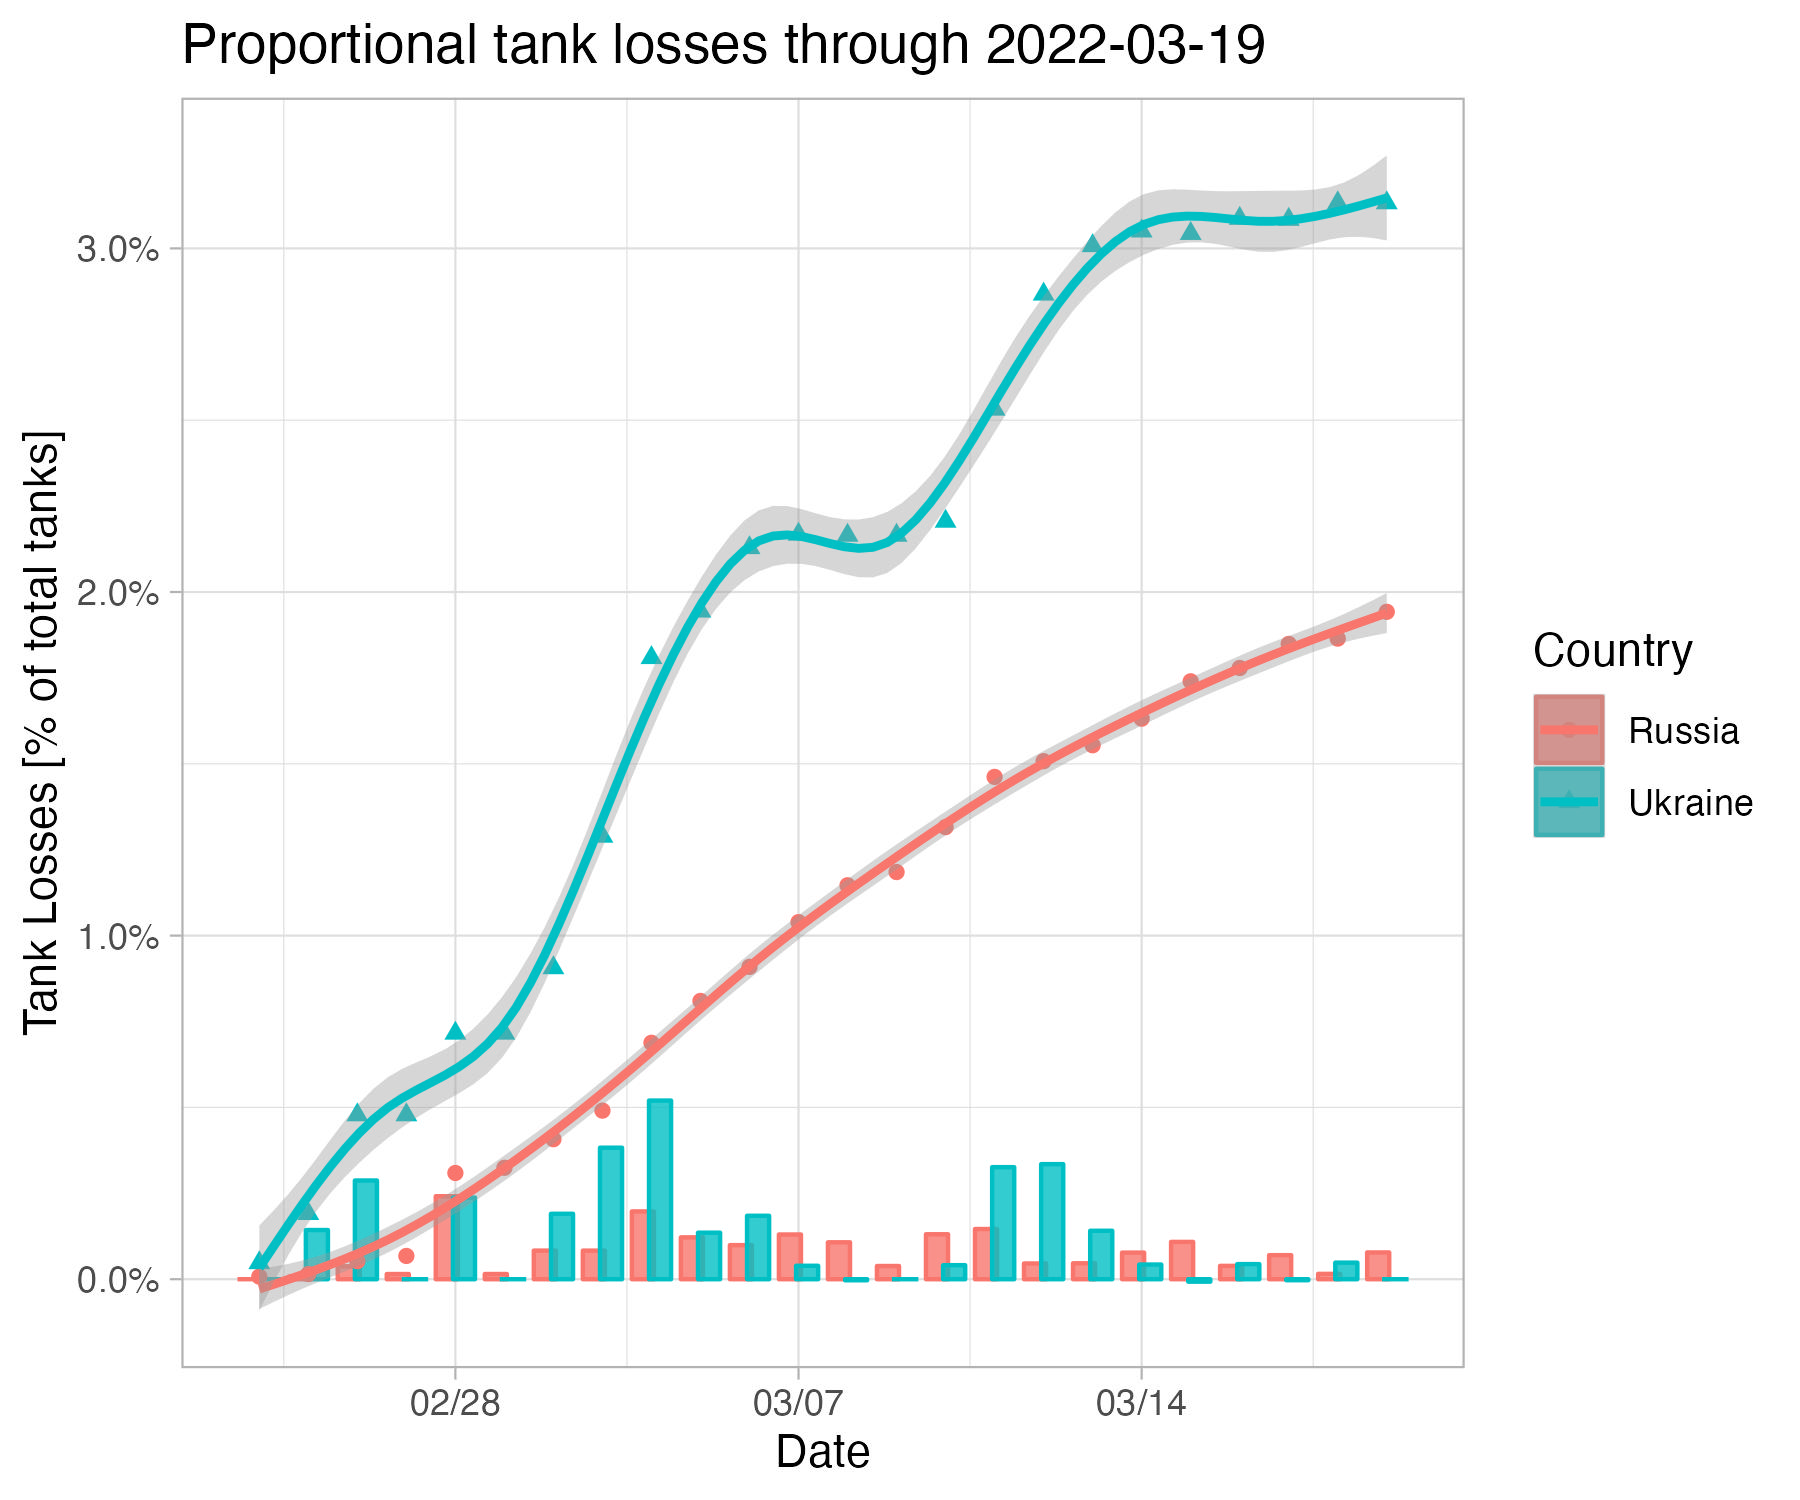 Proportional tank losses through 2022-03-19
Tank Losses [% of total tanks]
3.0%
2.0%
1.0%
0.0%
02/28
03/07
03/14
Date
Country
Russia
Ukraine